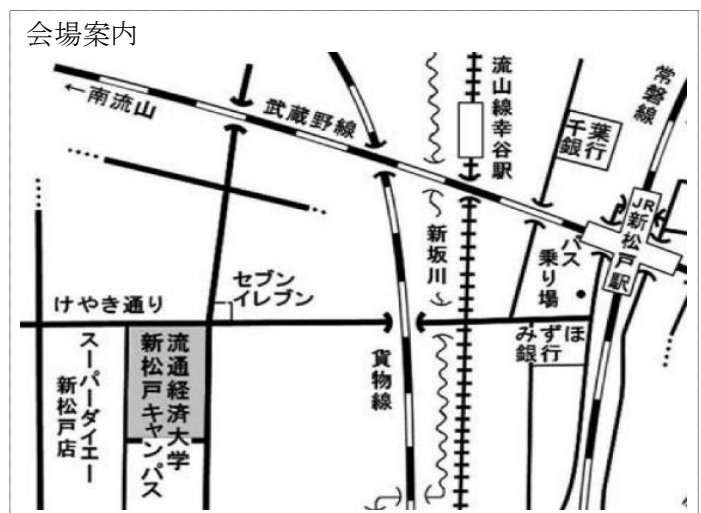 会場案内
←南流山
武蔵野線
流山線幸谷駅
常磐線
千葉
銀行
JR新松戸駅
バス
乗り場
新坂川
セブン
イレブン
けやき通り
みずほ
銀行
貨物線
流通経済大学
新松戸キャンパス
スーパーダイエー
新松戸店